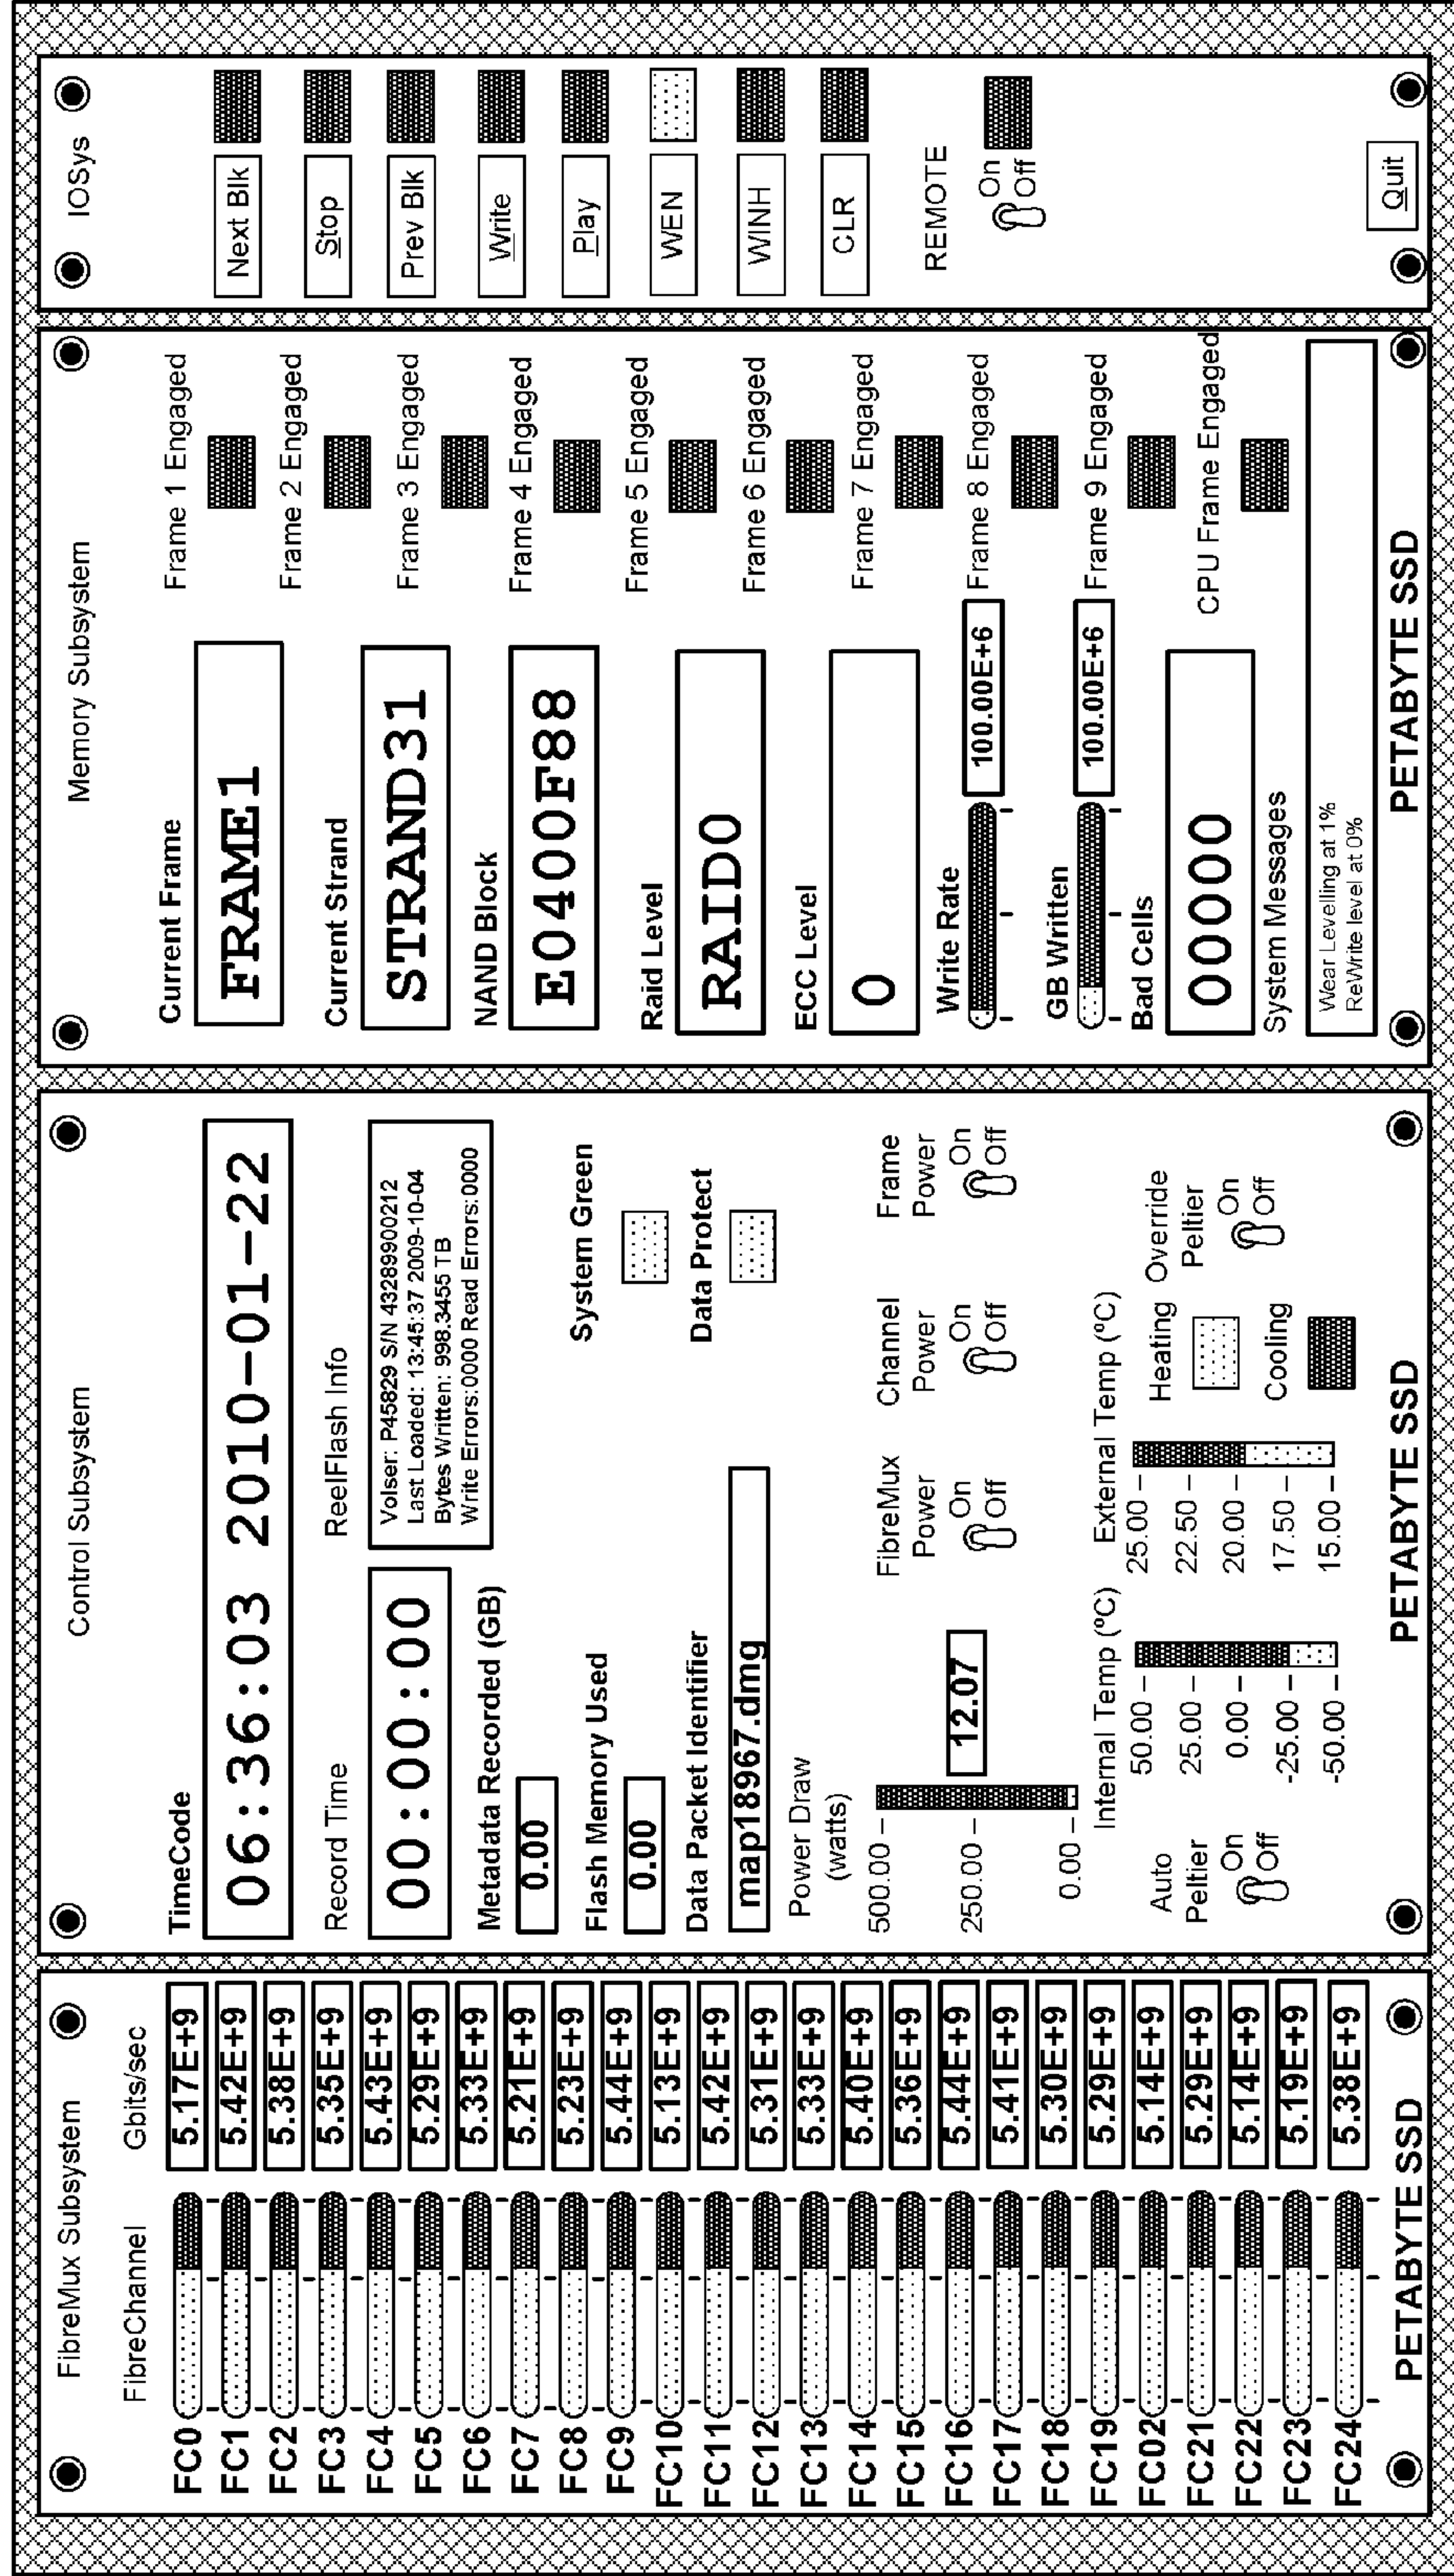 FibreMux Subsystem
FibreChannel Gbits/sec
FC0 5.17E+9
FC1 5.42E+9
FC2 5.38E+9
FC3 5.35E+9
FC4 5.43E+9
FC5 5.29E+9
FC6 5.33E+9
FC7 5.21E+9
FC8 5.23E+9
FC9 5.44E+9
FC10 5.13E+9
FC11 5.42E+9
FC12 5.31E+9
FC13 5.33E+9
FC14 5.40E+9
FC15 5.36E+9
FC16 5.44E+9
FC17 5.41E+9
FC18 5.30E+9
FC19 5.29E+9
FC02 5.14E+9
FC21 5.29E+9
FC22 5.14E+9
FC23 5.19E+9
FC24 5.38E+9
PETABYTE SSD
Control Subsystem
TimeCode
06:36:03 2010-01-22
Record Time
00:00:00
ReelFlash Info
Volser: P45829 S/N 43289900212
Last Loaded: 13:45:37 2009-10-04
Bytes Written: 998.3455 TB
Write Errors:0000 Read Errors:0000
Metadata Recorded (GB)
0.00
Flash Memory Used
0.00
System Green
Data Packet Identifier
map18967.dmg
Data Protect
Power Draw
(watts)
500.00
250.00
0.00
12.07
FibreMux
Power
On
Off
Channel
Power
On
Off
Frame
Power
On
Off
Auto
Peltier
On
Off
Internal Temp (ºC)
50.00
25.00
0.00
-25.00
-50.00
External Temp (ºC)
25.00
22.50
20.00
17.50
15.00
Heating
Cooling
Override
Peltier
On
Off
PETABYTE SSD
Memory Subsystem
Current Frame
FRAME1
Current Strand
STRAND31
NAND Block
E0400F88
Raid Level
RAID0
ECC Level
0
Write Rate
100.00E+6
GB Written
100.00E+6
Bad Cells
00000
System Messages
Wear Levelling at 1%
ReWrite level at 0%
Frame 1 Engaged
Frame 2 Engaged
Frame 3 Engaged
Frame 4 Engaged
Frame 5 Engaged
Frame 6 Engaged
Frame 7 Engaged
Frame 8 Engaged
Frame 9 Engaged
CPU Frame Engaged
PETABYTE SSD
IOSys
Next Blk
Stop
Prev Blk
Write
Play
WEN
WINH
CLR
REMOTE
On
Off
Quit